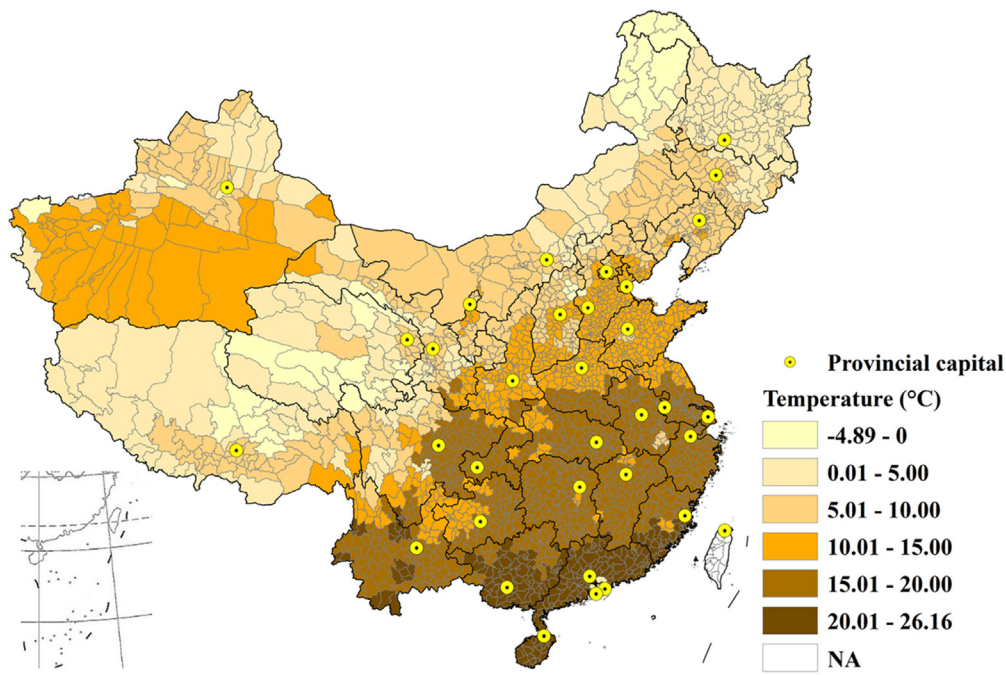 Provincial capital
Temperature (°C)
-4.89 - 0
0.01 - 5.00
5.01 - 10.00
10.01 - 15.00
15.01 - 20.00
20.01 - 26.16
NA